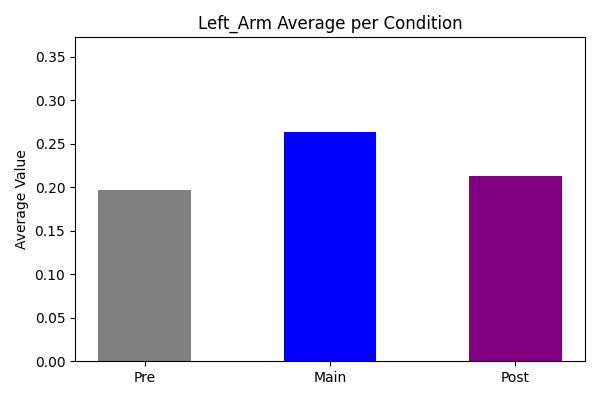 Left_Arm Average per Condition
Average Value
0.35
0.30
0.25
0.20
0.15
0.10
0.05
0.00
Pre
Main
Post